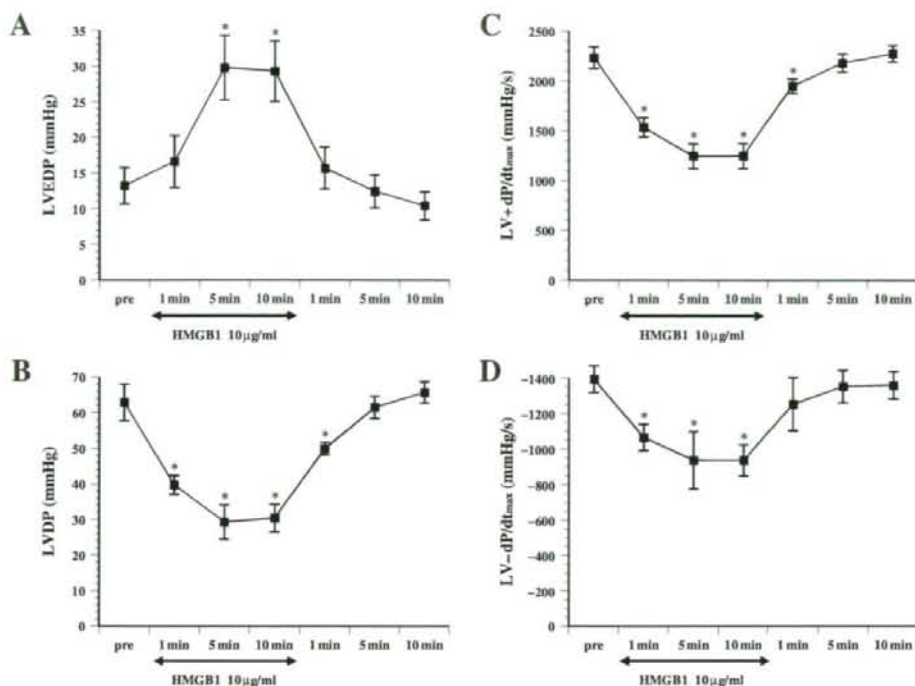 A
LVEDP (mmHg)
35
30
25
20
15
10
5
0
* *
pre 1 min 5 min 10 min 1 min 5 min 10 min
HMGB1 10μg/ml
B
LVDP (mmHg)
70
60
50
40
30
20
10
0
* * * *
pre 1 min 5 min 10 min 1 min 5 min 10 min
HMGB1 10μg/ml
C
LV+dP/dtmax (mmHg/s)
2500
2000
1500
1000
500
0
* * * *
pre 1 min 5 min 10 min 1 min 5 min 10 min
HMGB1 10μg/ml
D
LV−dP/dtmax (mmHg/s)
−1400
−1200
−1000
−800
−600
−400
−200
0
* * *
pre 1 min 5 min 10 min 1 min 5 min 10 min
HMGB1 10μg/ml